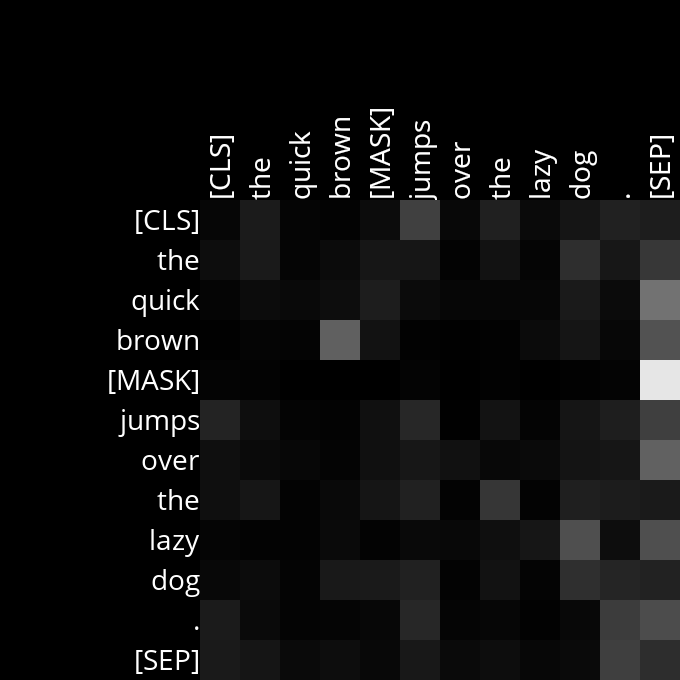 [CLS] the quick brown [MASK] jumps over the lazy dog . [SEP]
[CLS]
the
quick
brown
[MASK]
jumps
over
the
lazy
dog
.
[SEP]